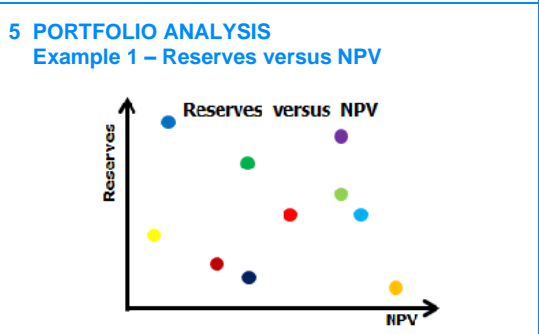 5 PORTFOLIO ANALYSIS
Example 1 – Reserves versus NPV
Reserves versus NPV
Reserves
NPV